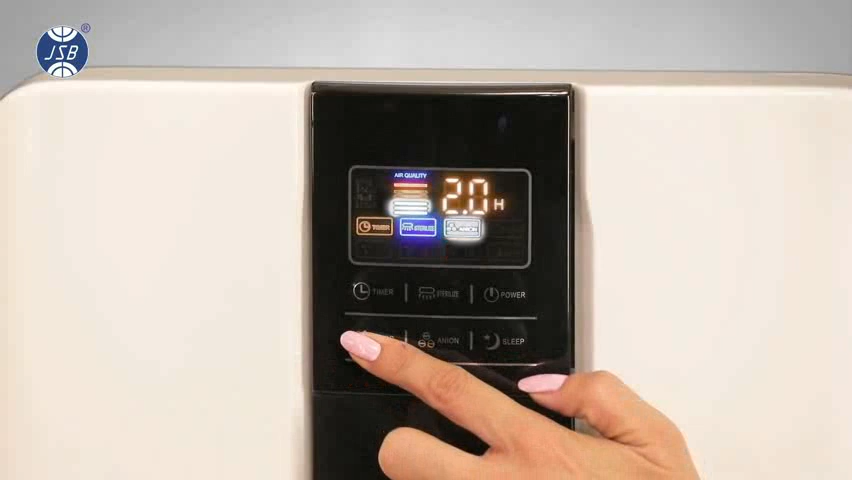 JSB®
AIR QUALITY
2.0 H
TIMER STERILIZE ANION
TIMER STERILIZE POWER
ANION SLEEP